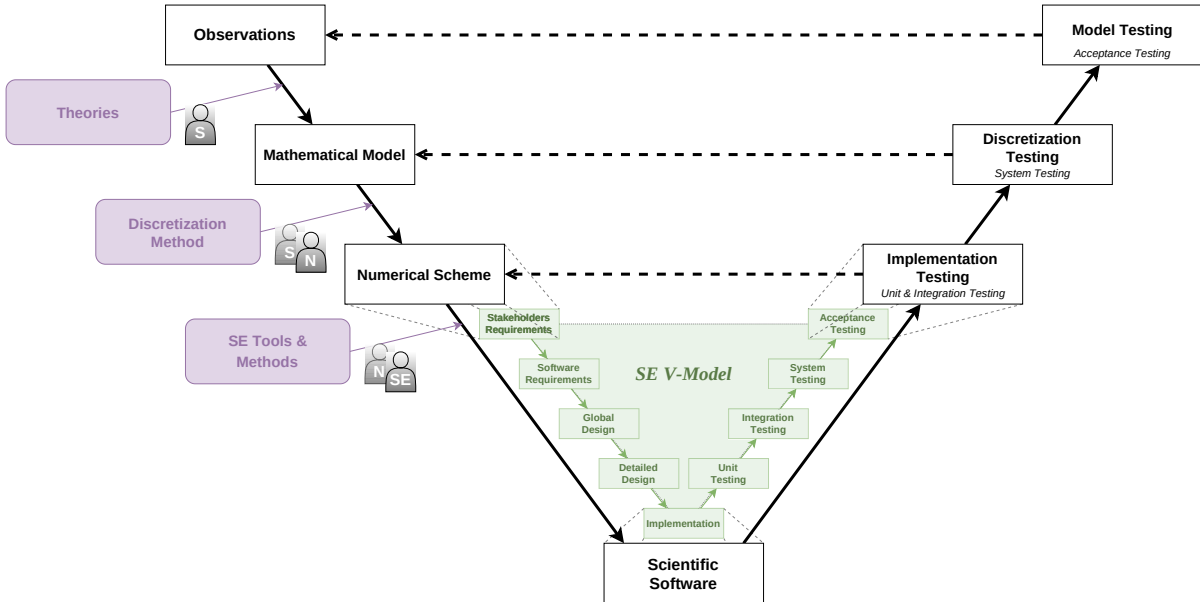 Observations
Model Testing
Acceptance Testing
Theories
S
Mathematical Model
Discretization
Testing
System Testing
Discretization
Method
S
N
Numerical Scheme
Implementation
Testing
Unit & Integration Testing
Stakeholders
Requirements
Acceptance
Testing
SE Tools &
Methods
N
SE
Software
Requirements
SE V-Model
System
Testing
Global
Design
Integration
Testing
Detailed
Design
Unit
Testing
Implementation
Scientific
Software